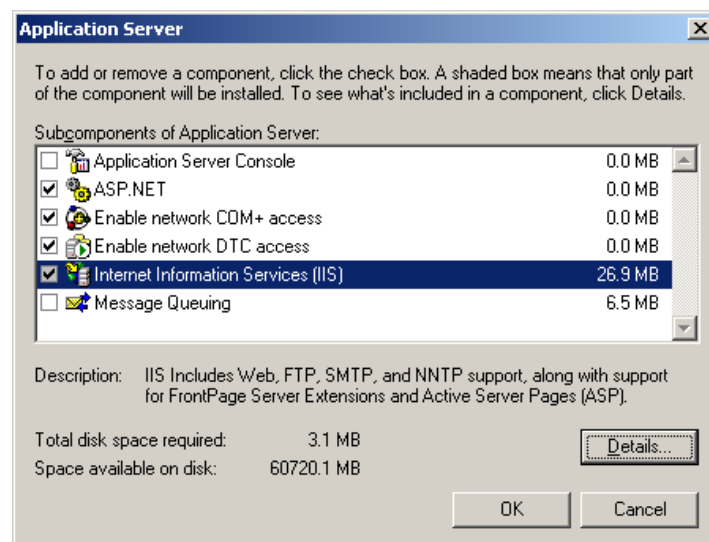 Application Server
To add or remove a component, click the check box. A shaded box means that only part
of the component will be installed. To see what's included in a component, click Details.
Subcomponents of Application Server:
Application Server Console 0.0 MB
ASP.NET 0.0 MB
Enable network COM+ access 0.0 MB
Enable network DTC access 0.0 MB
Internet Information Services (IIS) 26.9 MB
Message Queuing 6.5 MB
Description: IIS Includes Web, FTP, SMTP, and NNTP support, along with support
for FrontPage Server Extensions and Active Server Pages (ASP).
Total disk space required: 3.1 MB
Details...
Space available on disk: 60720.1 MB
OK Cancel